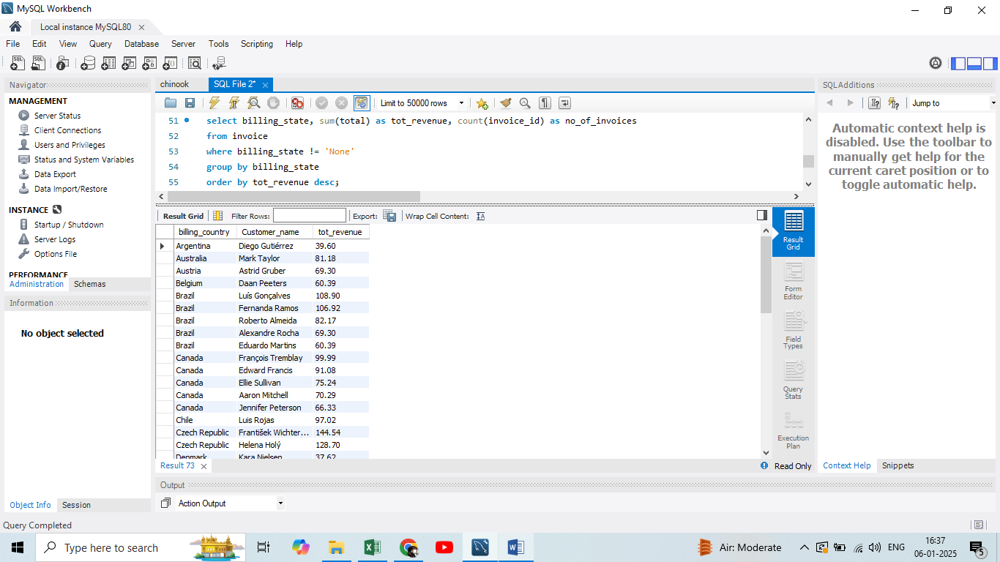 MySQL Workbench
Local instance MySQL80
File Edit View Query Database Server Tools Scripting Help
Navigator
MANAGEMENT
Server Status
Client Connections
Users and Privileges
Status and System Variables
Data Export
Data Import/Restore
INSTANCE
Startup / Shutdown
Server Logs
Options File
PERFORMANCE
Administration Schemas
Information
No object selected
Object Info Session
chinook SQL File 2*
Limit to 50000 rows
51 select billing_state, sum(total) as tot_revenue, count(invoice_id) as no_of_invoices
52 from invoice
53 where billing_state != 'None'
54 group by billing_state
55 order by tot_revenue desc;
Result Grid Filter Rows: Export: Wrap Cell Content: IA
billing_country Customer_name tot_revenue
Argentina Diego Gutiérrez 39.60
Australia Mark Taylor 81.18
Austria Astrid Gruber 69.30
Belgium Daan Peeters 60.39
Brazil Luís Gonçalves 108.90
Brazil Fernanda Ramos 106.92
Brazil Roberto Almeida 82.17
Brazil Alexandre Rocha 69.30
Brazil Eduardo Martins 60.39
Canada François Tremblay 99.99
Canada Edward Francis 91.08
Canada Ellie Sullivan 75.24
Canada Aaron Mitchell 70.29
Canada Jennifer Peterson 66.33
Chile Luis Rojas 97.02
Czech Republic František Wichter... 144.54
Czech Republic Helena Holý 128.70
Denmark Kara Nielsen 37.62
Result Grid
Form Editor
Field Types
Query Stats
Execution Plan
Result 73
Read Only
Output
Action Output
SQLAdditions
Jump to
Automatic context help is
disabled. Use the toolbar to
manually get help for the
current caret position or to
toggle automatic help.
Context Help Snippets
Query Completed
Type here to search
Air: Moderate
ENG
16:37
06-01-2025
5